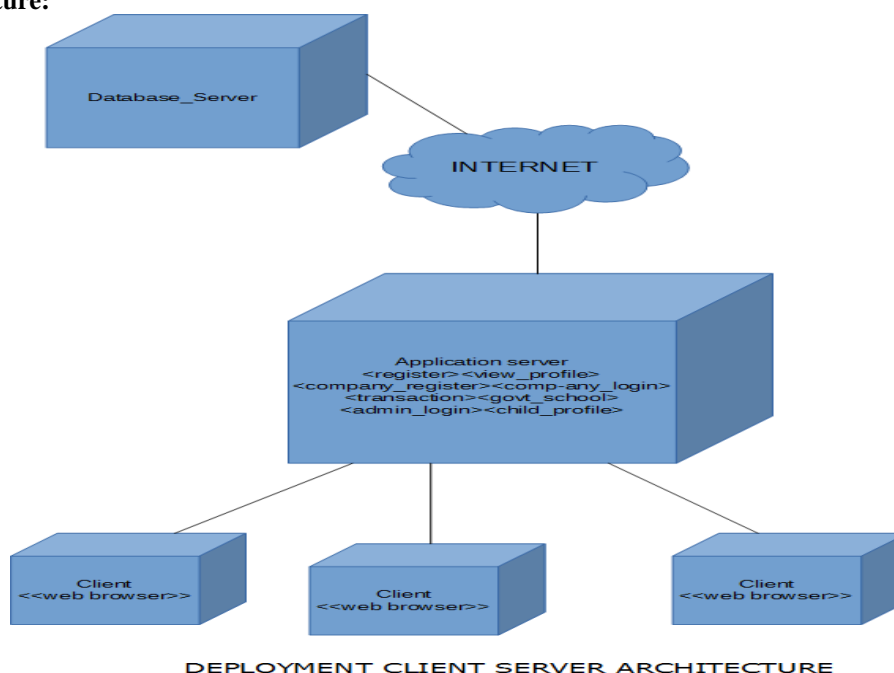 Database_Server
INTERNET
Application server
<register><view_profile>
<company_register><comp-any_login>
<transaction><govt_school>
<admin_login><child_profile>
Client
<<web browser>>
Client
<<web browser>>
Client
<<web browser>>
DEPLOYMENT CLIENT SERVER ARCHITECTURE